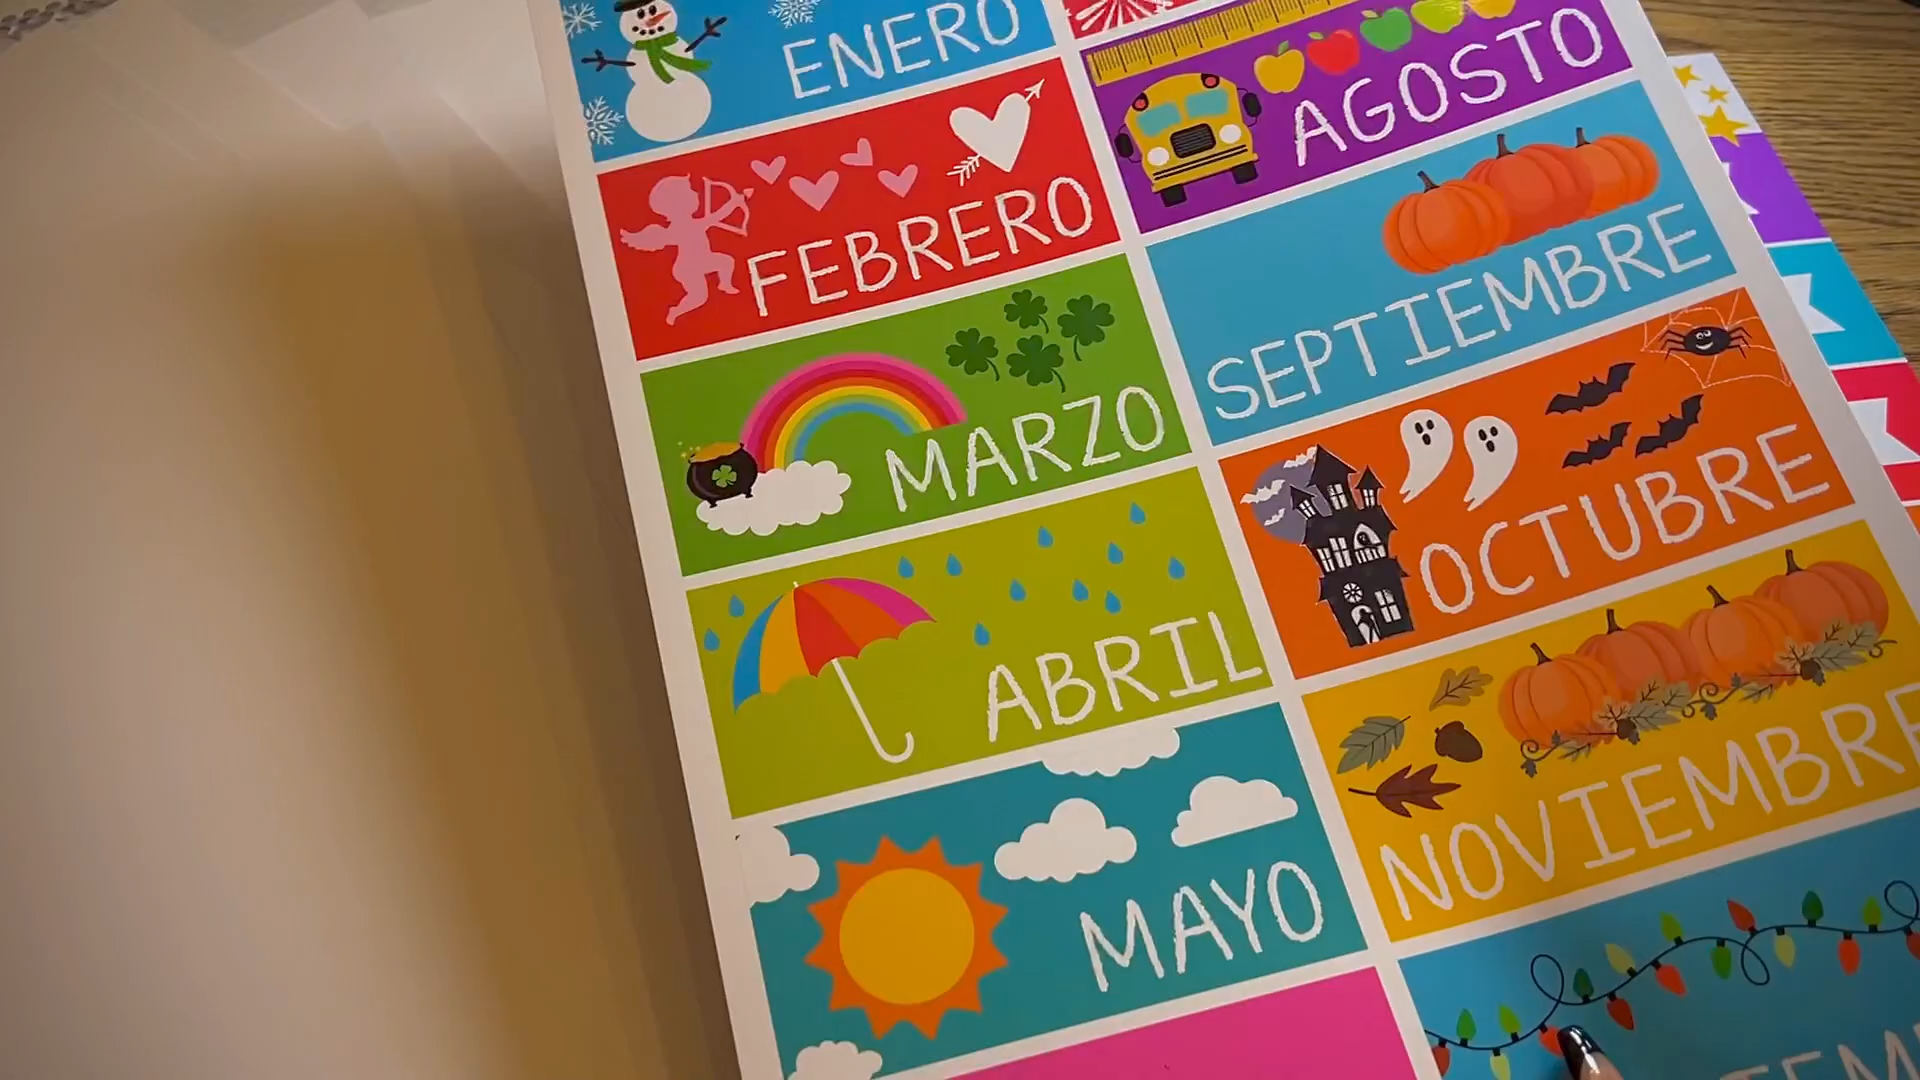 ENERO
FEBRERO
MARZO
ABRIL
MAYO
AGOSTO
SEPTIEMBRE
OCTUBRE
NOVIEMBRE